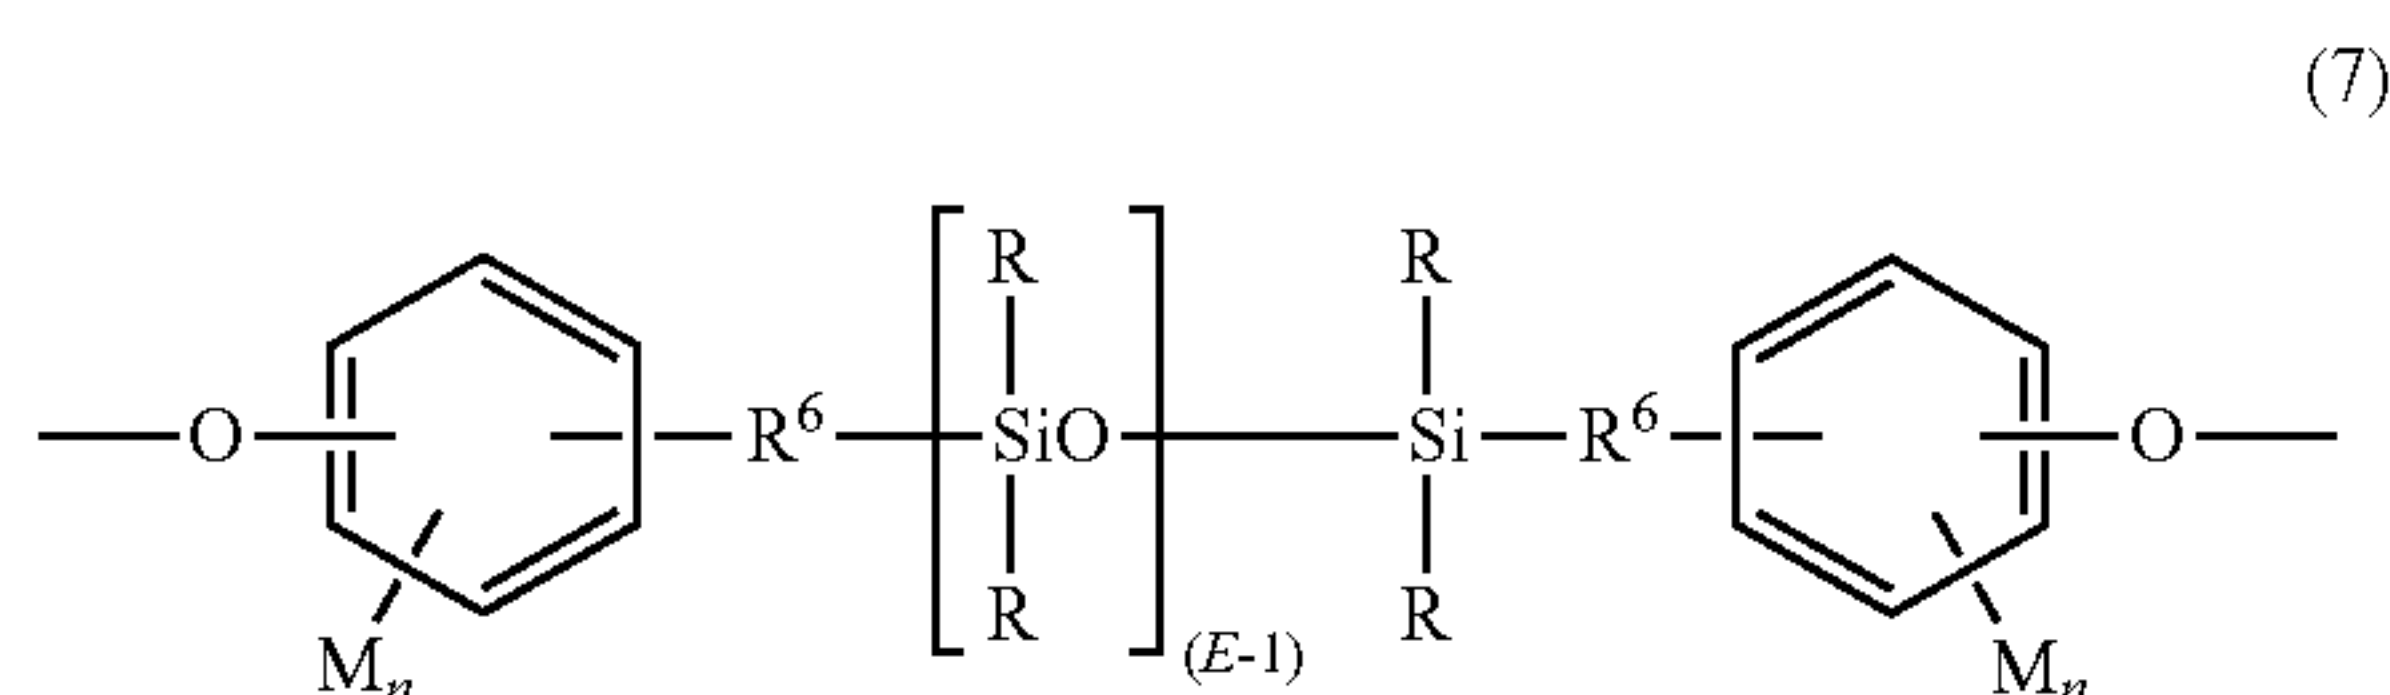 (7)
R R
O R⁶ SiO Si R⁶ O
R R
(E-1)
Mₙ Mₙ